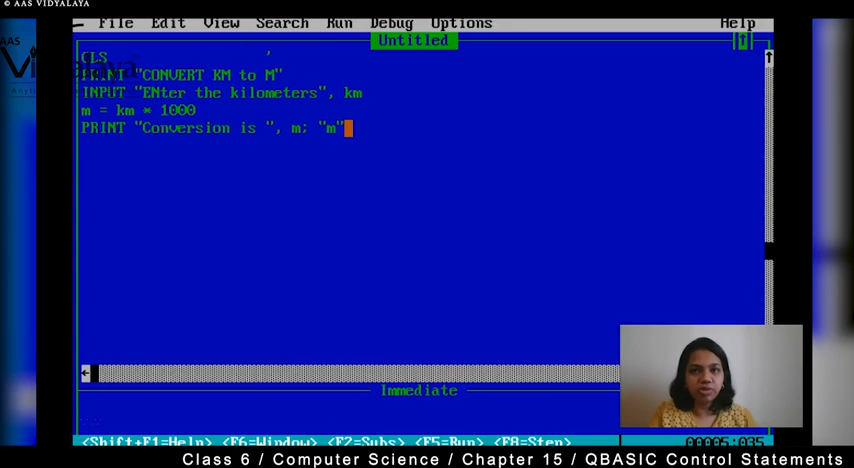 © AAS VIDYALAYA
File Edit View Search Run Debug Options Help
Untitled
AAS
CLS '
PRINT "CONVERT KM to M"
INPUT "ENter the kilometers", km
m = km * 1000
PRINT "Conversion is ", m; "m"
Immediate
<Shift+F1=Help> <F6=Window> <F2=Subs> <F5=Run> <F8=Step> 00005:035
Class 6 / Computer Science / Chapter 15 / QBASIC Control Statements